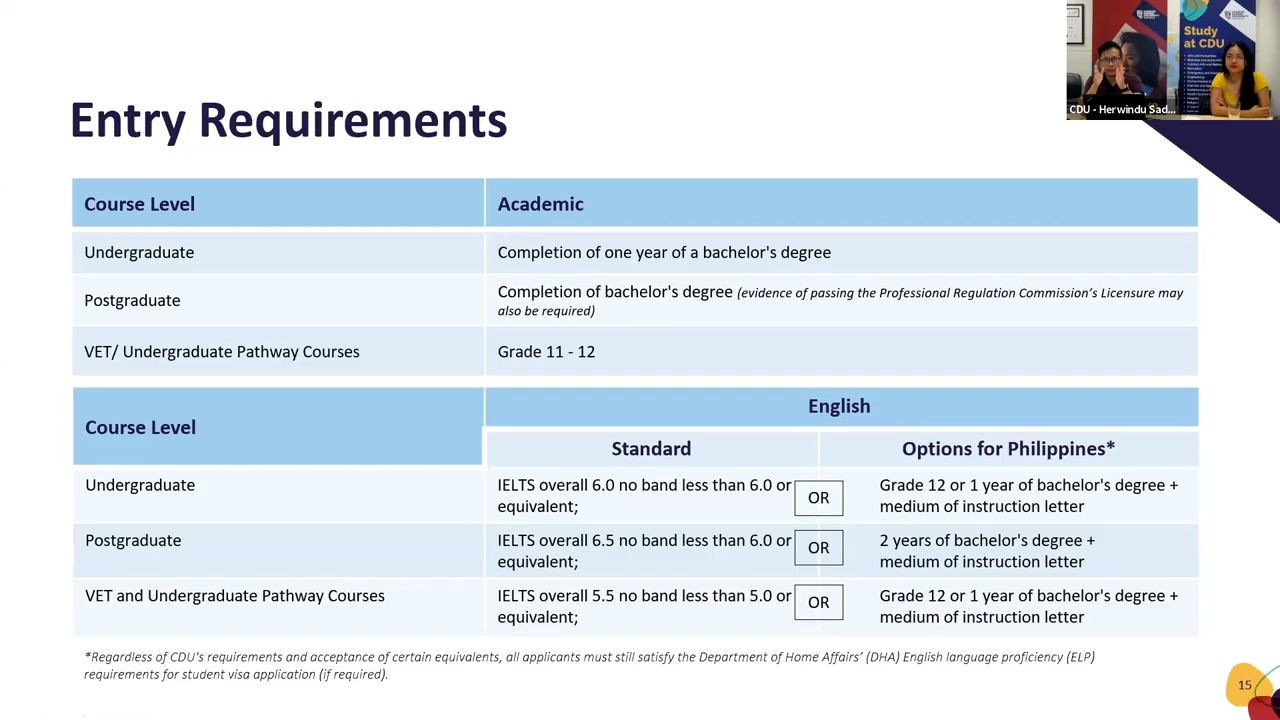 Study
at CDU
CDU - Herwindu Sad...
Entry Requirements
Course Level
Academic
Undergraduate
Completion of one year of a bachelor's degree
Postgraduate
Completion of bachelor's degree (evidence of passing the Professional Regulation Commission's Licensure may
also be required)
VET/ Undergraduate Pathway Courses
Grade 11 - 12
Course Level
English
Standard
Options for Philippines*
Undergraduate
IELTS overall 6.0 no band less than 6.0 or
equivalent;
OR
Grade 12 or 1 year of bachelor's degree +
medium of instruction letter
Postgraduate
IELTS overall 6.5 no band less than 6.0 or
equivalent;
OR
2 years of bachelor's degree +
medium of instruction letter
VET and Undergraduate Pathway Courses
IELTS overall 5.5 no band less than 5.0 or
equivalent;
OR
Grade 12 or 1 year of bachelor's degree +
medium of instruction letter
*Regardless of CDU's requirements and acceptance of certain equivalents, all applicants must still satisfy the Department of Home Affairs' (DHA) English language proficiency (ELP)
requirements for student visa application (if required).
15